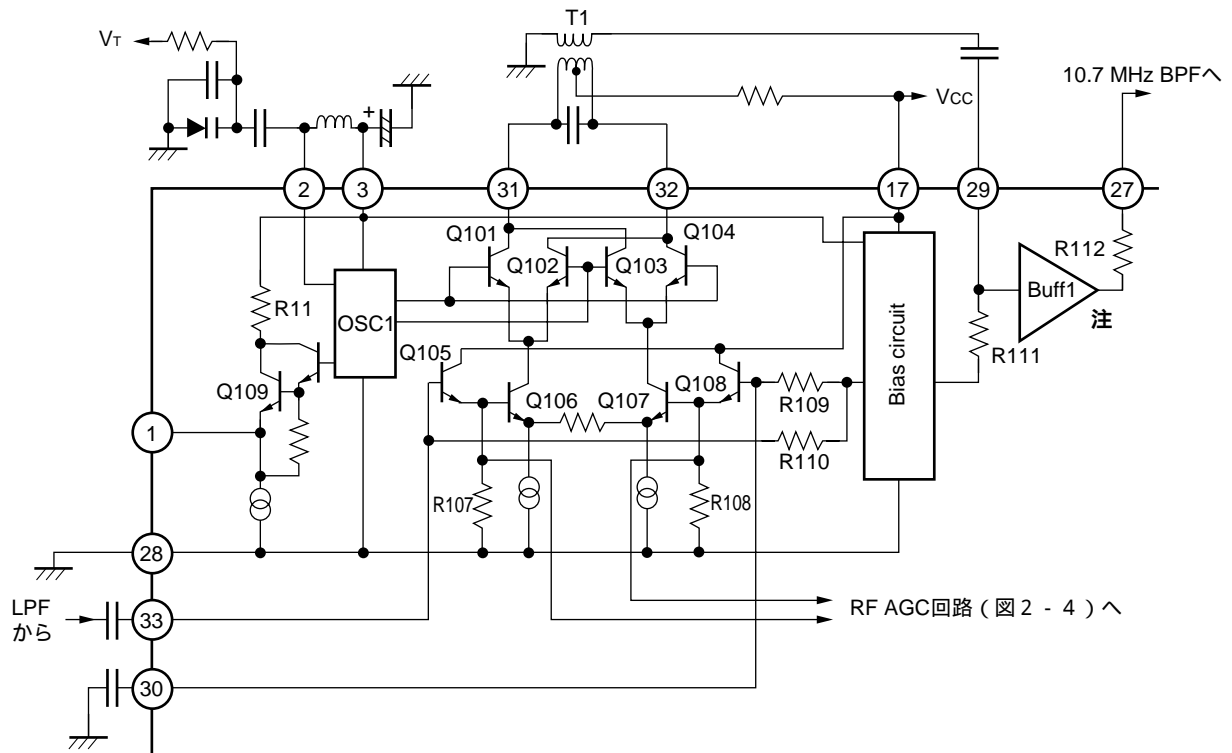 T1
VT
10.7 MHz BPFへ
VCC
+
2
3
31
32
17
29
27
Q101
Q104
R112
Q102
Q103
R11
OSC1
Buff1
注
Q105
R111
Bias circuit
Q109
Q106
Q107
Q108
R109
1
R110
R107
R108
28
LPF
から
33
RF AGC回路(図2-4)へ
30